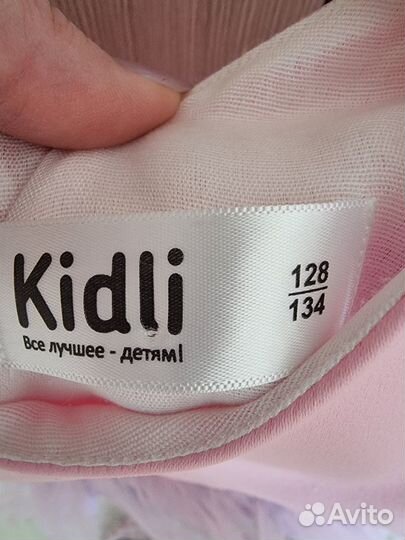 Kidli
Все лучшее - детям!
128
134
Avito